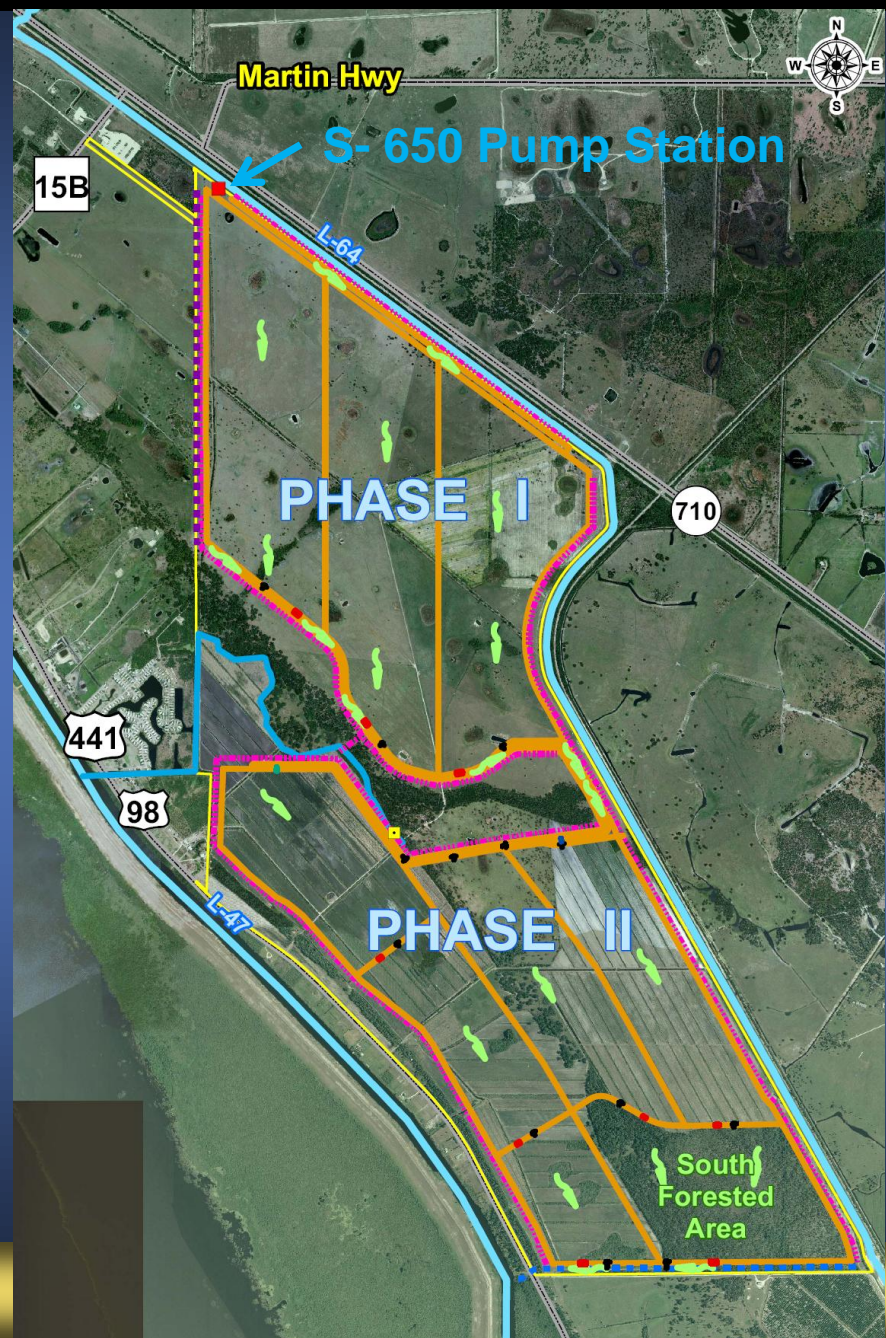 N
W E
S
Martin Hwy
S- 650 Pump Station
15B
L-64
PHASE I
710
441
98
L-47
PHASE II
South
Forested
Area